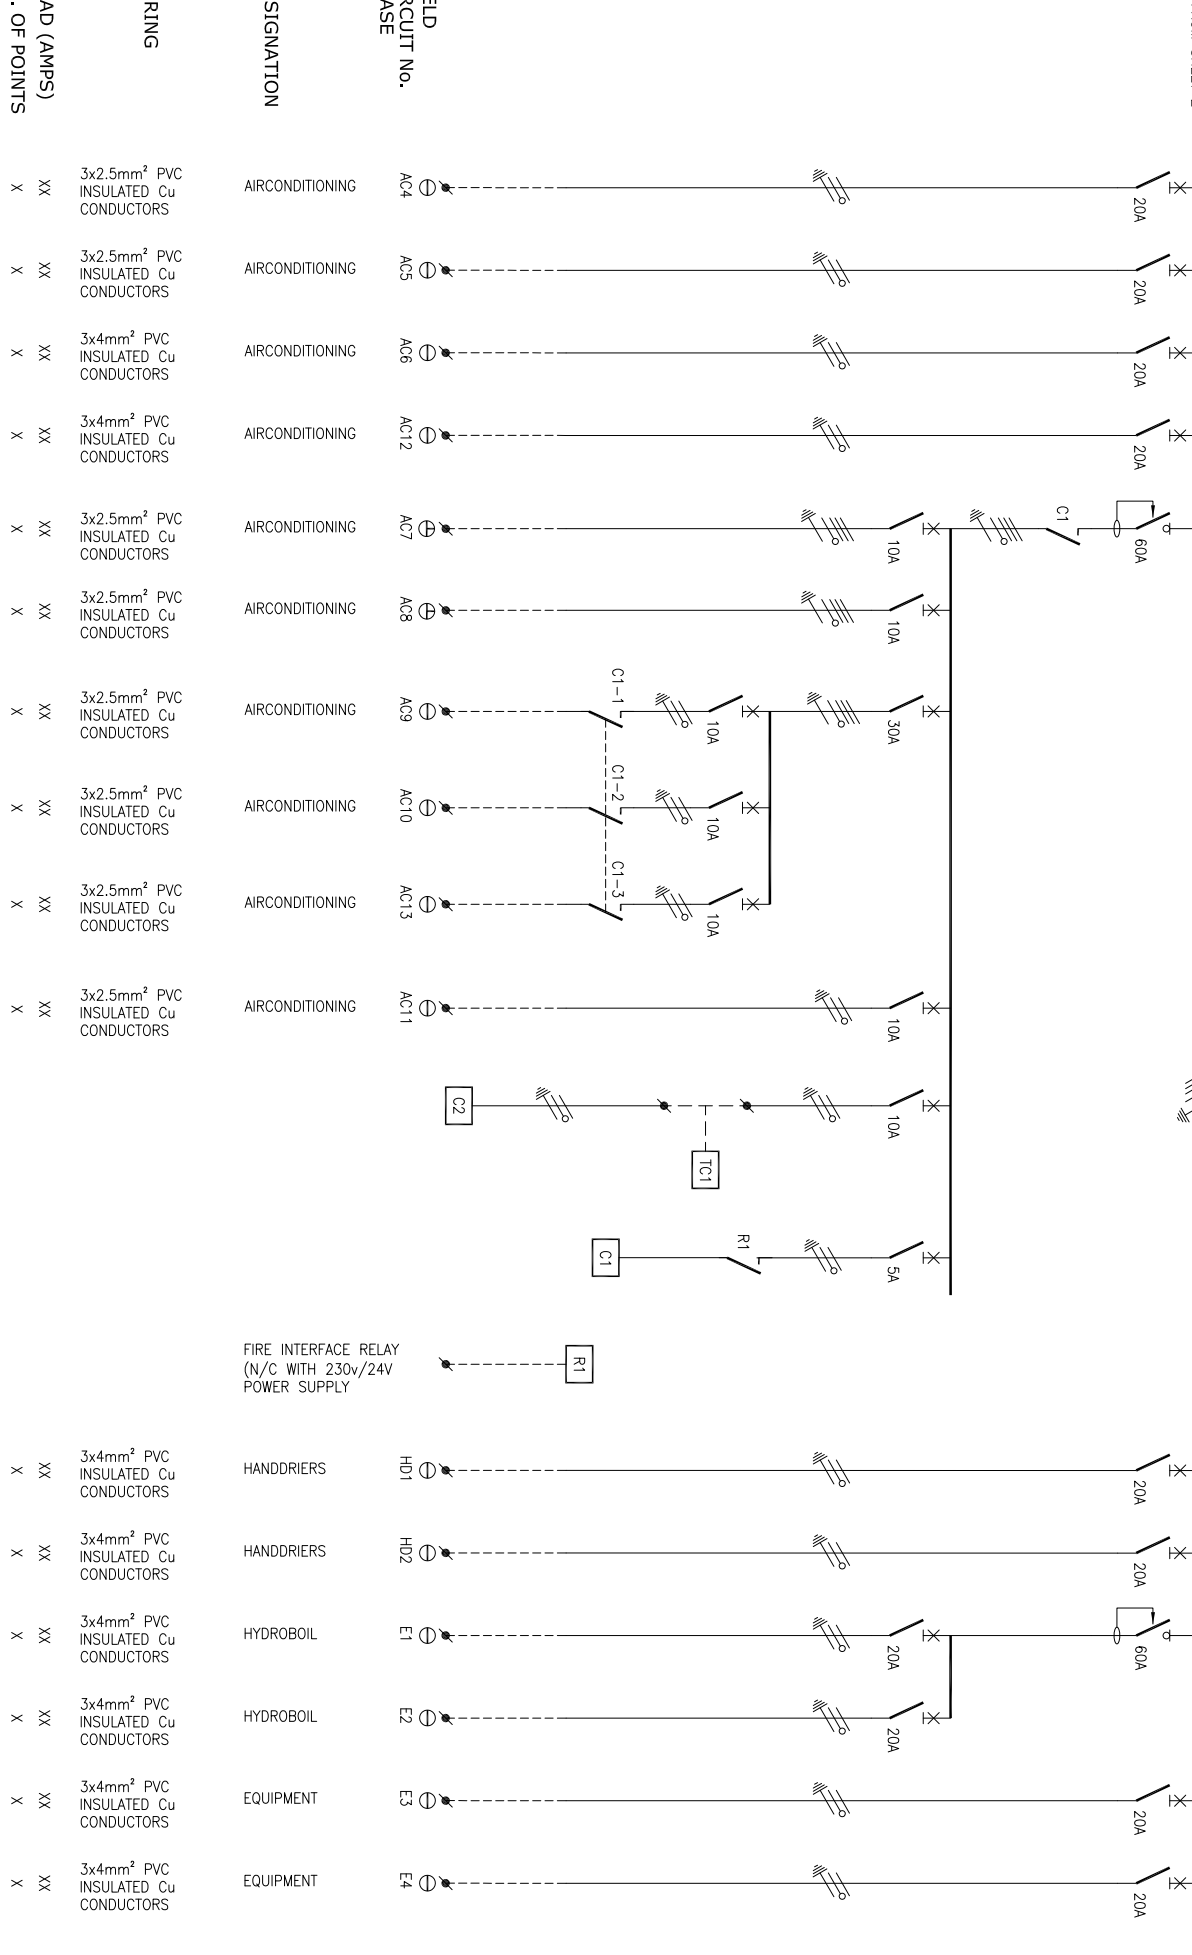 ELD
RCUIT No.
ASE
SIGNATION
RING
AD (AMPS)
. OF POINTS
3x2.5mm² PVC
INSULATED Cu
CONDUCTORS
X XX
AIRCONDITIONING
AC4
20A
3x2.5mm² PVC
INSULATED Cu
CONDUCTORS
X XX
AIRCONDITIONING
AC5
20A
3x4mm² PVC
INSULATED Cu
CONDUCTORS
X XX
AIRCONDITIONING
AC6
20A
3x4mm² PVC
INSULATED Cu
CONDUCTORS
X XX
AIRCONDITIONING
AC12
20A
3x2.5mm² PVC
INSULATED Cu
CONDUCTORS
X XX
AIRCONDITIONING
AC7
10A
C1
60A
3x2.5mm² PVC
INSULATED Cu
CONDUCTORS
X XX
AIRCONDITIONING
AC8
10A
3x2.5mm² PVC
INSULATED Cu
CONDUCTORS
X XX
AIRCONDITIONING
AC9
C1-1
10A
30A
3x2.5mm² PVC
INSULATED Cu
CONDUCTORS
X XX
AIRCONDITIONING
AC10
C1-2
10A
3x2.5mm² PVC
INSULATED Cu
CONDUCTORS
X XX
AIRCONDITIONING
AC13
C1-3
10A
3x2.5mm² PVC
INSULATED Cu
CONDUCTORS
X XX
AIRCONDITIONING
AC11
10A
C2
TC1
10A
C1
R1
5A
FIRE INTERFACE RELAY
(N/C WITH 230v/24V
POWER SUPPLY
R1
3x4mm² PVC
INSULATED Cu
CONDUCTORS
X XX
HANDDRIERS
HD1
20A
3x4mm² PVC
INSULATED Cu
CONDUCTORS
X XX
HANDDRIERS
HD2
20A
3x4mm² PVC
INSULATED Cu
CONDUCTORS
X XX
HYDROBOIL
E1
20A
60A
3x4mm² PVC
INSULATED Cu
CONDUCTORS
X XX
HYDROBOIL
E2
20A
3x4mm² PVC
INSULATED Cu
CONDUCTORS
X XX
EQUIPMENT
E3
20A
3x4mm² PVC
INSULATED Cu
CONDUCTORS
X XX
EQUIPMENT
E4
20A